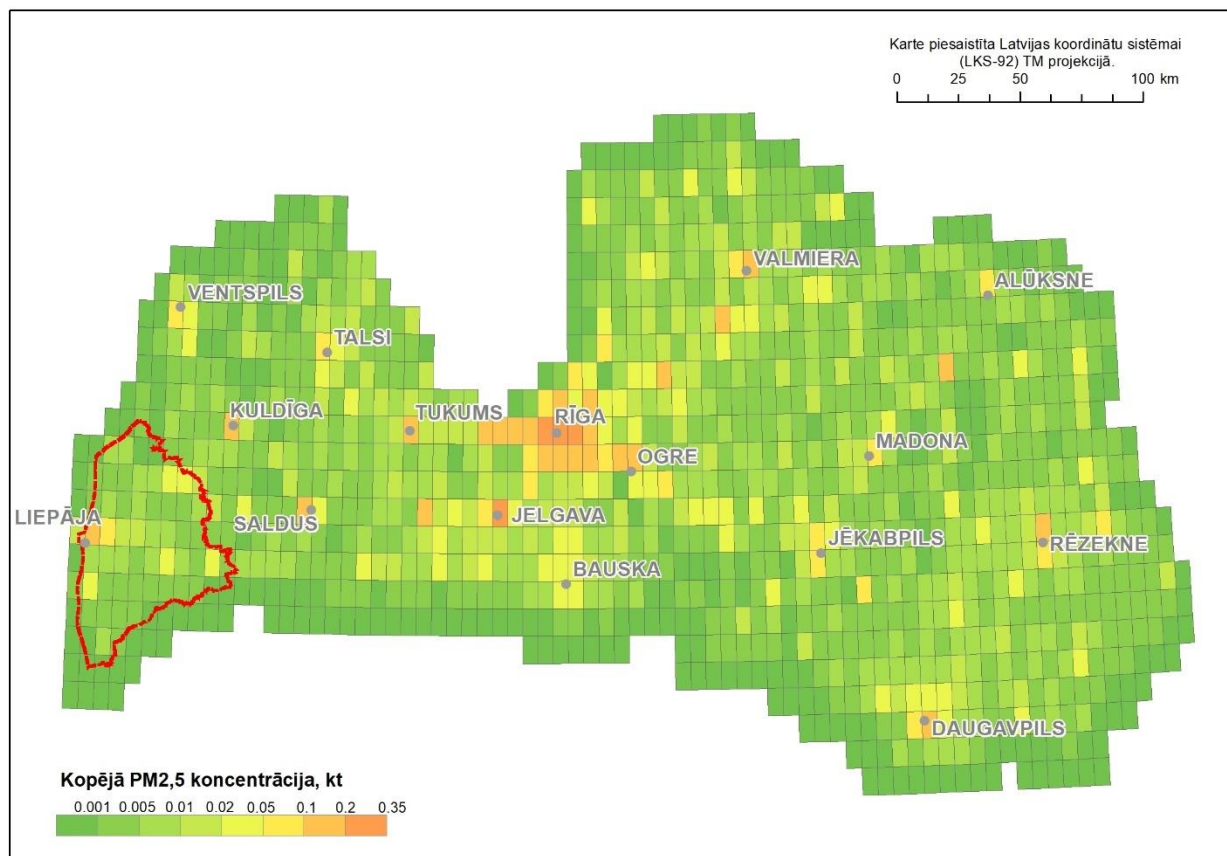 Karte piesaistīta Latvijas koordinātu sistēmai
(LKS-92) TM projekcijā.
0 25 50 100 km
VALMIERA
ALŪKSNE
VENTSPILS
TALSI
KULDĪGA
TUKUMS
RĪGA
MADONA
OGRE
LIEPĀJA
SALDUS
JELGAVA
JĒKABPILS
RĒZEKNE
BAUSKA
DAUGAVPILS
Kopējā PM2,5 koncentrācija, kt
0.001 0.005 0.01 0.02 0.05 0.1 0.2 0.35